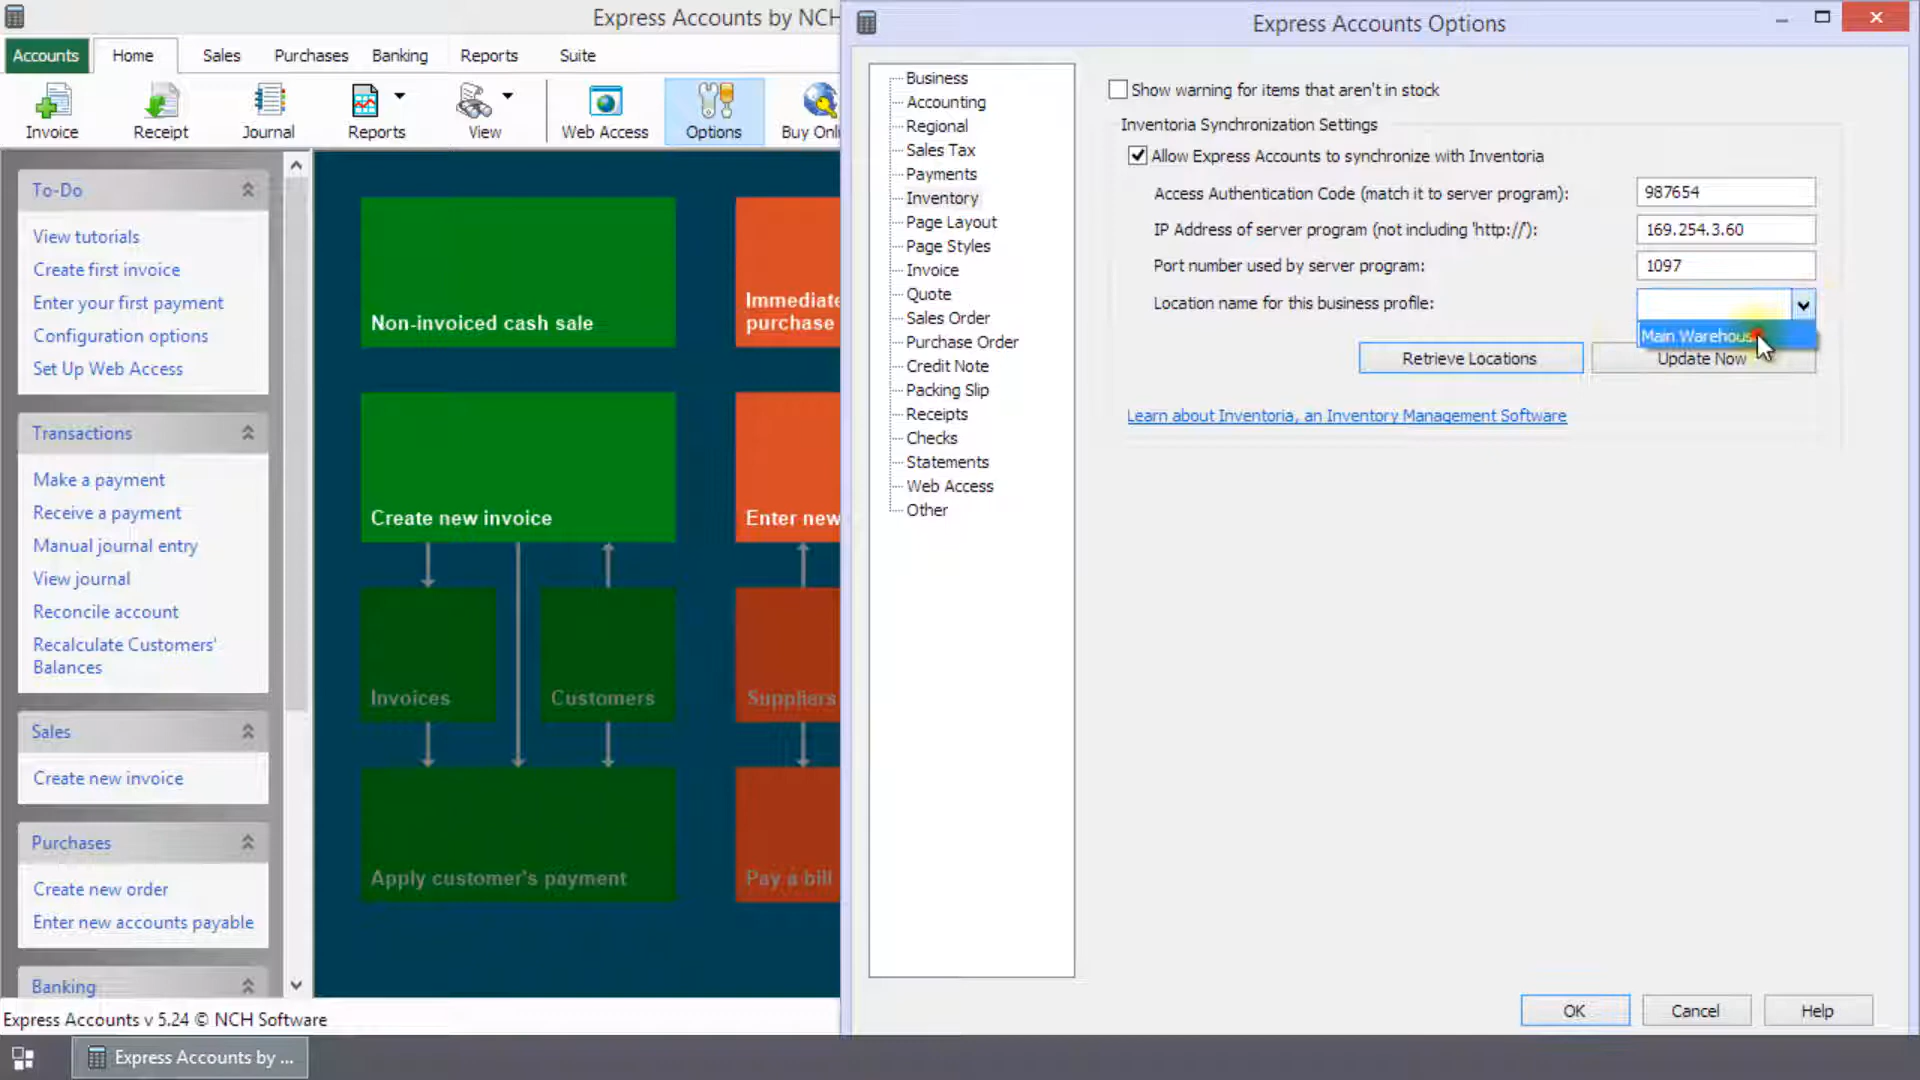 Express Accounts by NCH
Accounts
Home
Sales
Purchases
Banking
Reports
Suite
Invoice
Receipt
Journal
Reports
View
Web Access
Options
Buy Onl
To-Do
View tutorials
Create first invoice
Enter your first payment
Configuration options
Set Up Web Access
Transactions
Make a payment
Receive a payment
Manual journal entry
View journal
Reconcile account
Recalculate Customers'
Balances
Sales
Create new invoice
Purchases
Create new order
Enter new accounts payable
Banking
Non-invoiced cash sale
Immediate
purchase
Create new invoice
Enter new
Invoices
Customers
Suppliers
Apply customer's payment
Pay a bill
Express Accounts v 5.24 © NCH Software
Express Accounts by ...
Express Accounts Options
Business
Accounting
Regional
Sales Tax
Payments
Inventory
Page Layout
Page Styles
Invoice
Quote
Sales Order
Purchase Order
Credit Note
Packing Slip
Receipts
Checks
Statements
Web Access
Other
Show warning for items that aren't in stock
Inventoria Synchronization Settings
Allow Express Accounts to synchronize with Inventoria
Access Authentication Code (match it to server program): 987654
IP Address of server program (not including 'http://'): 169.254.3.60
Port number used by server program: 1097
Location name for this business profile:
Main Warehous
Retrieve Locations
Update Now
Learn about Inventoria, an Inventory Management Software
OK
Cancel
Help